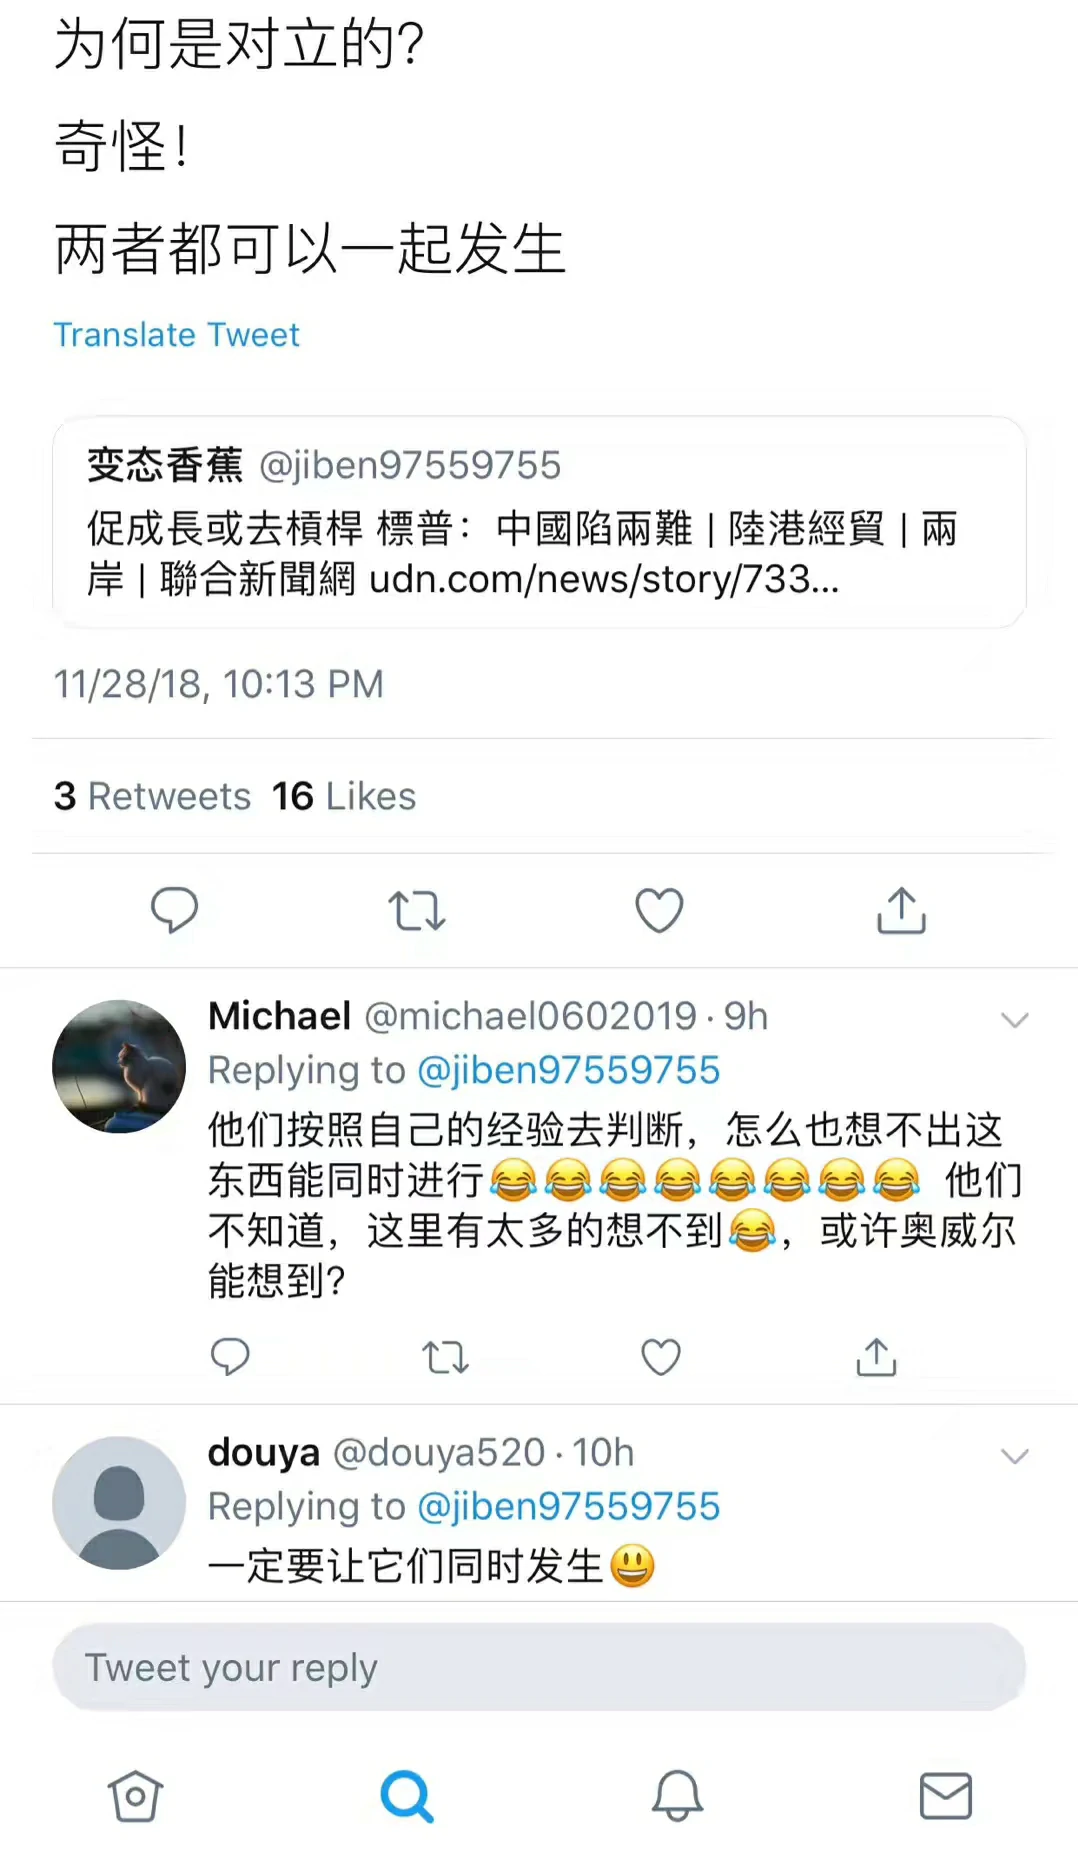 为何是对立的？
奇怪！
两者都可以一起发生
Translate Tweet
变态香蕉 @jiben97559755
促成長或去槓桿 標普：中國陷兩難 | 陸港經貿 | 兩
岸 | 聯合新聞網 udn.com/news/story/733...
11/28/18, 10:13 PM
3 Retweets 16 Likes
Michael @michael0602019 · 9h
Replying to @jiben97559755
他们按照自己的经验去判断，怎么也想不出这
东西能同时进行😂😂😂😂😂😂😂😂 他们
不知道，这里有太多的想不到😂，或许奥威尔
能想到？
douya @douya520 · 10h
Replying to @jiben97559755
一定要让它们同时发生😃
Tweet your reply